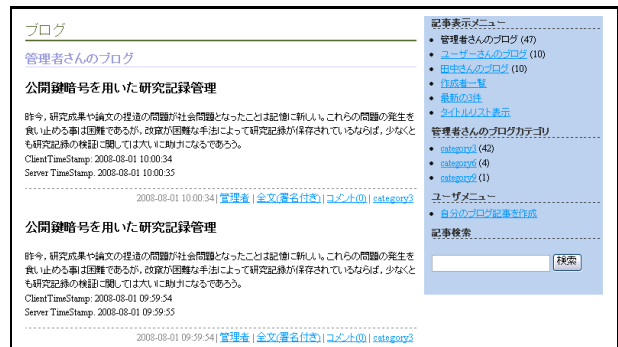 ブログ
管理者さんのブログ
公開鍵暗号を用いた研究記録管理
昨今, 研究成果や論文の捏造の問題が社会問題となったことは記憶に新しい。これらの問題の発生を
食い止める事は困難であるが, 改竄が困難な手法によって研究記録が保存されているならば, 少なくと
も研究記録の検証に関しては大いに助けになるであろう。
ClientTimeStamp: 2008-08-01 10:00:34
Server TimeStamp. 2008-08-01 10:00:35
2008-08-01 10:00:34| 管理者 | 全文(署名付き) | コメント(0) | category3
公開鍵暗号を用いた研究記録管理
昨今, 研究成果や論文の捏造の問題が社会問題となったことは記憶に新しい。これらの問題の発生を
食い止める事は困難であるが, 改竄が困難な手法によって研究記録が保存されているならば, 少なくと
も研究記録の検証に関しては大いに助けになるであろう。
ClientTimeStamp: 2008-08-01 09:59:54
Server TimeStamp. 2008-08-01 09:59:55
2008-08-01 09:59:54| 管理者 | 全文(署名付き) | コメント(0) | category3
記事表示メニュー
管理者さんのブログ (47)
ユーザーさんのブログ (10)
田中さんのブログ (10)
作成者一覧
最新の3件
タイトルリスト表示
管理者さんのブログカテゴリ
category3 (42)
category6 (4)
category9 (1)
ユーザメニュー
自分のブログ記事を作成
記事検索
検索